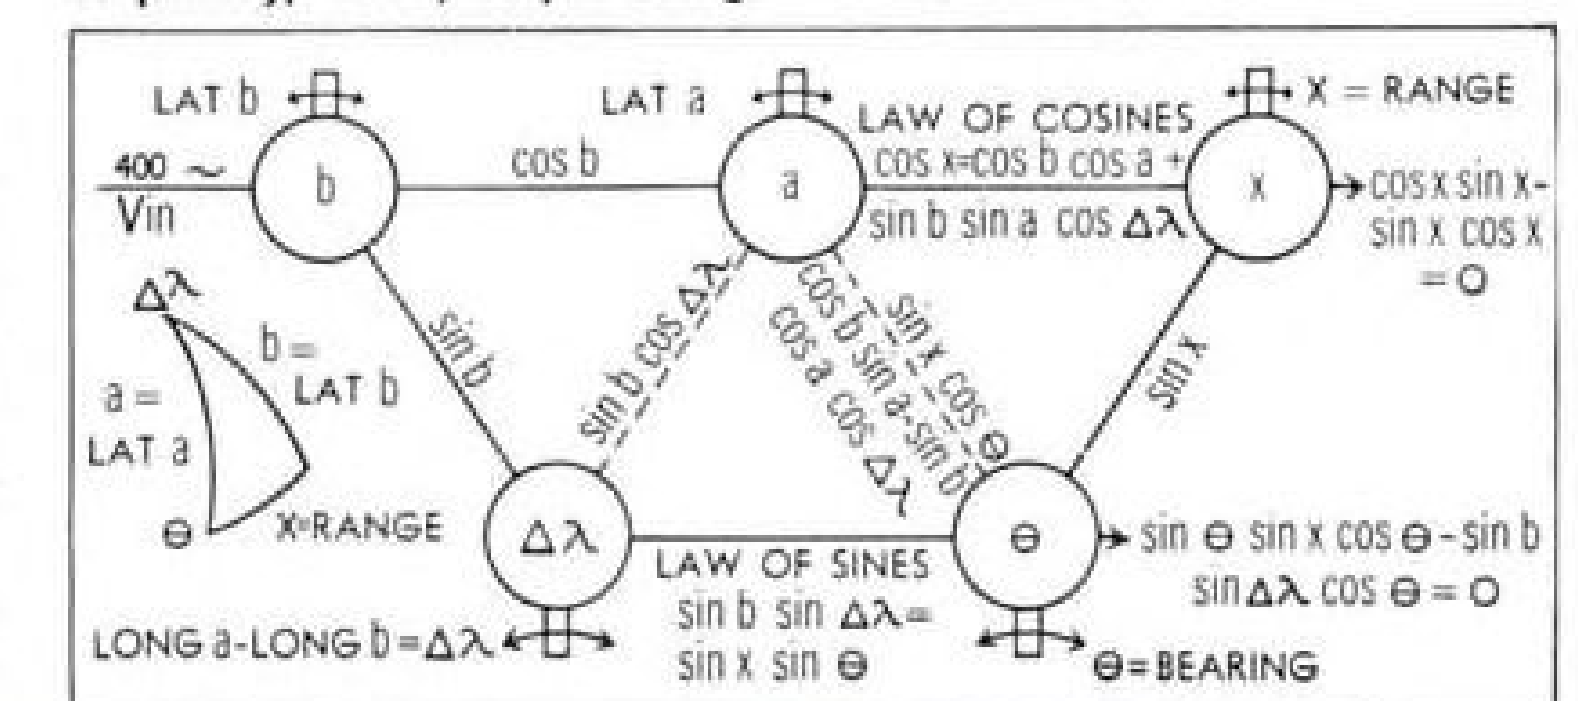 LAT b
LAT a
X = RANGE
400 ~
Vin
b
cos b
a
LAW OF COSINES
cos x=cos b cos a +
sin b sin a cos Δλ
x
cos x sin x-
sin x cos x
= O
Δλ
b =
LAT b
a =
LAT a
θ
X=RANGE
sin b
sin b cos Δλ
sin x cos θ
cos b sin a-sin b
cos a cos Δλ
sin x
Δλ
LAW OF SINES
sin b sin Δλ=
sin x sin θ
θ
sin θ sin x cos θ - sin b
sin Δλ cos θ = O
LONG a-LONG b=Δλ
θ=BEARING